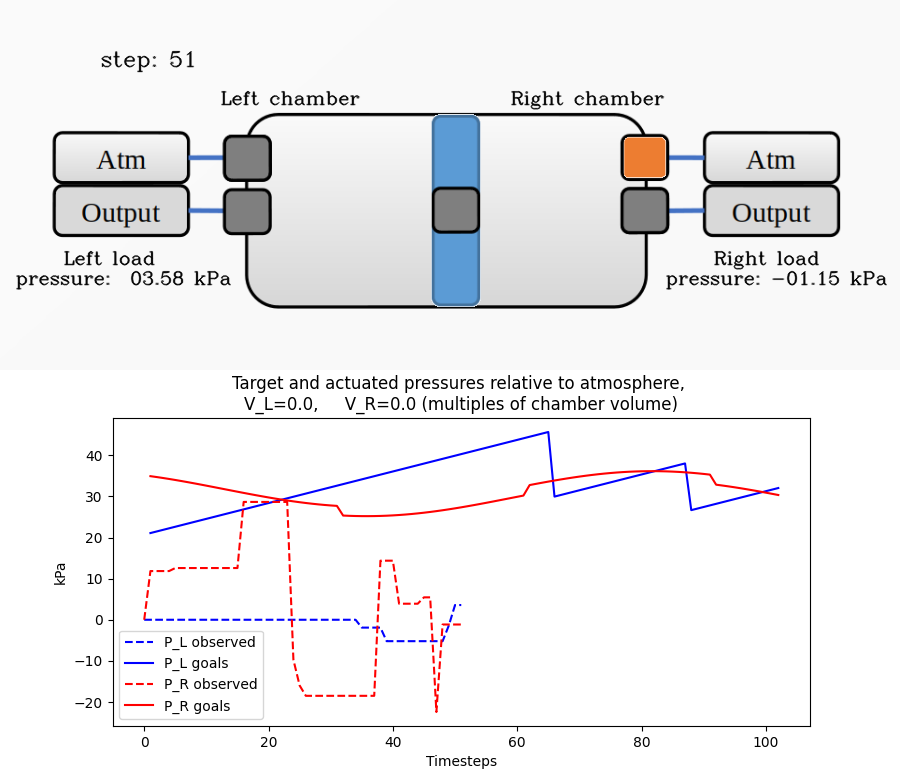 step: 51
Left chamber
Right chamber
Atm
Atm
Output
Output
Left load
pressure:  03.58 kPa
Right load
pressure: −01.15 kPa
Target and actuated pressures relative to atmosphere,
V_L=0.0,     V_R=0.0 (multiples of chamber volume)
40
30
20
10
0
−10
−20
kPa
P_L observed
P_L goals
P_R observed
P_R goals
0 20 40 60 80 100
Timesteps